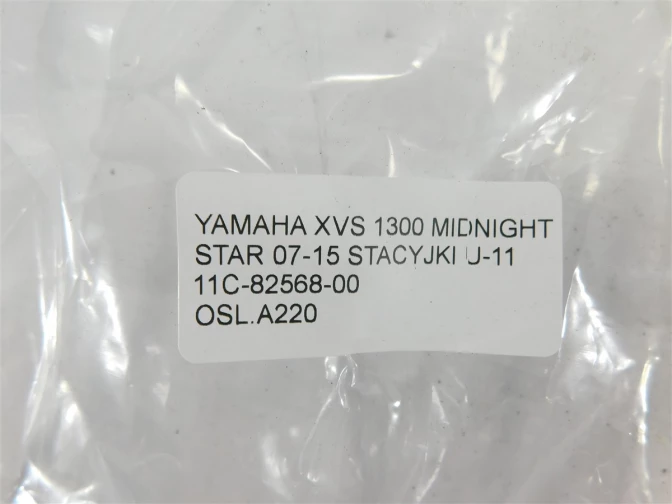 YAMAHA XVS 1300 MIDNIGHT
STAR 07-15 STACYJKI U-11
11C-82568-00
OSL.A220